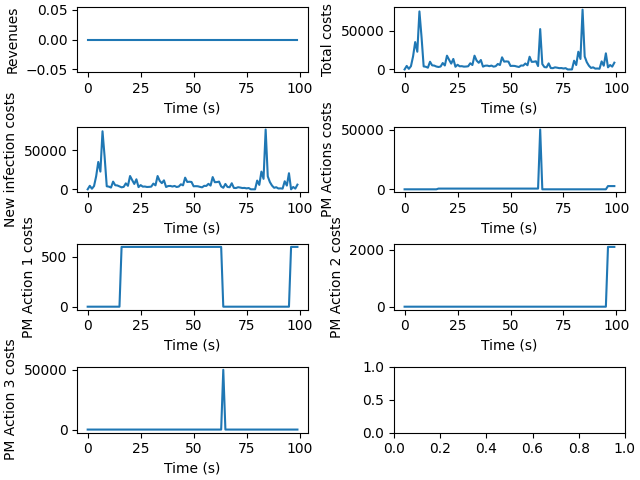 Revenues
0.05
0.00
−0.05
0 25 50 75 100
Time (s)
Total costs
50000
0
0 25 50 75 100
Time (s)
New infection costs
50000
0
0 25 50 75 100
Time (s)
PM Actions costs
50000
0
0 25 50 75 100
Time (s)
PM Action 1 costs
500
0
0 25 50 75 100
Time (s)
PM Action 2 costs
2000
0
0 25 50 75 100
Time (s)
PM Action 3 costs
50000
0
0 25 50 75 100
Time (s)
1.0
0.5
0.0
0.0 0.2 0.4 0.6 0.8 1.0